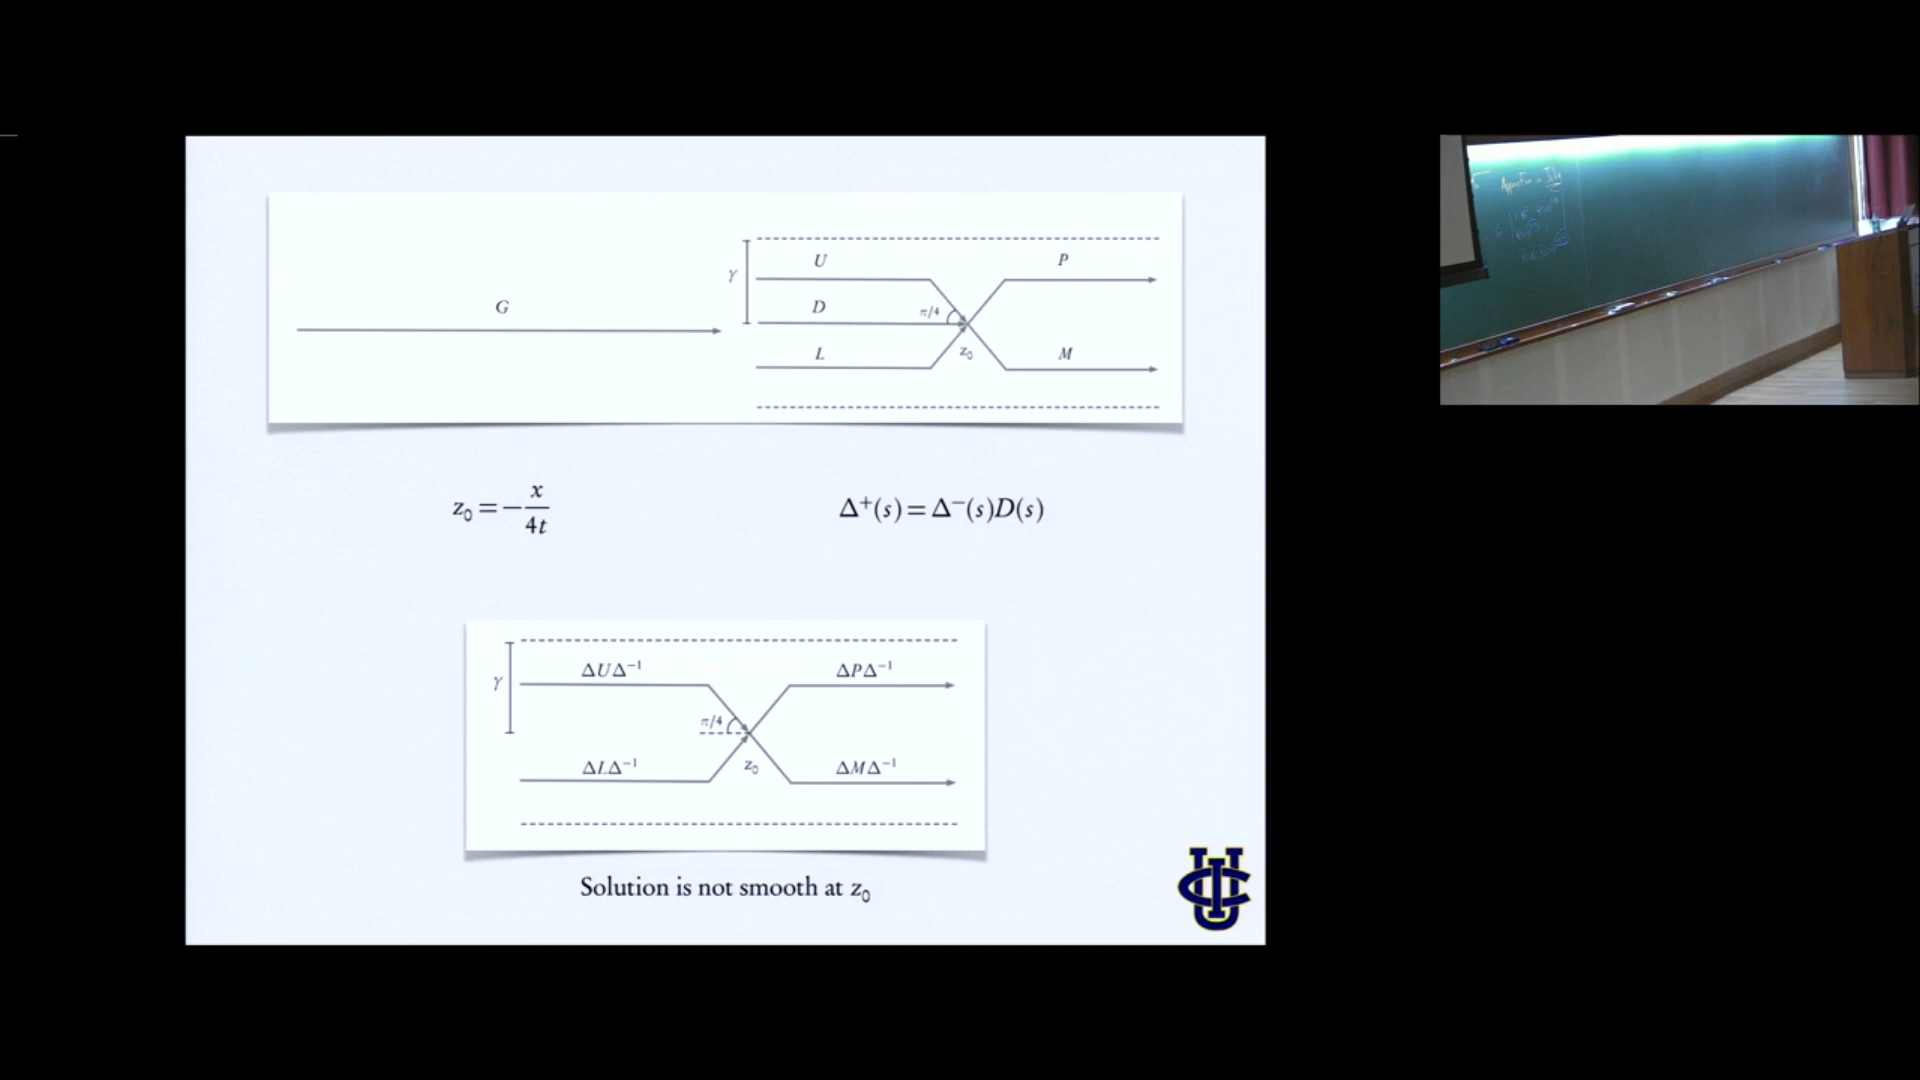 G
γ
U
D
L
π/4
z₀
P
M
z₀ = −x/4t
Δ⁺(s) = Δ⁻(s)D(s)
γ
ΔUΔ⁻¹
ΔPΔ⁻¹
π/4
ΔLΔ⁻¹
z₀
ΔMΔ⁻¹
Solution is not smooth at z₀
UCI